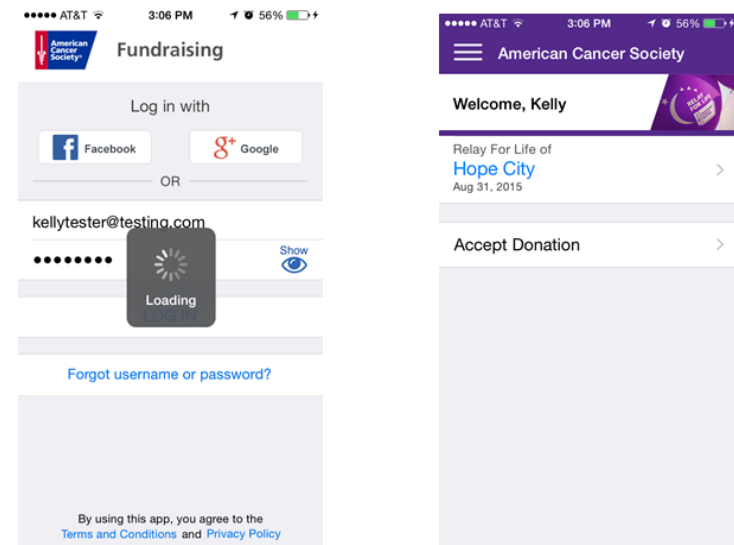 AT&T 3:06 PM 56%
American
Cancer
Society®
Fundraising
Log in with
Facebook
g+ Google
OR
kellytester@testing.com
Show
Loading
LOG IN
Forgot username or password?
By using this app, you agree to the
Terms and Conditions and Privacy Policy
AT&T 3:06 PM 56%
American Cancer Society
Welcome, Kelly
RELAY
FOR LIFE
Relay For Life of
Hope City
Aug 31, 2015
Accept Donation